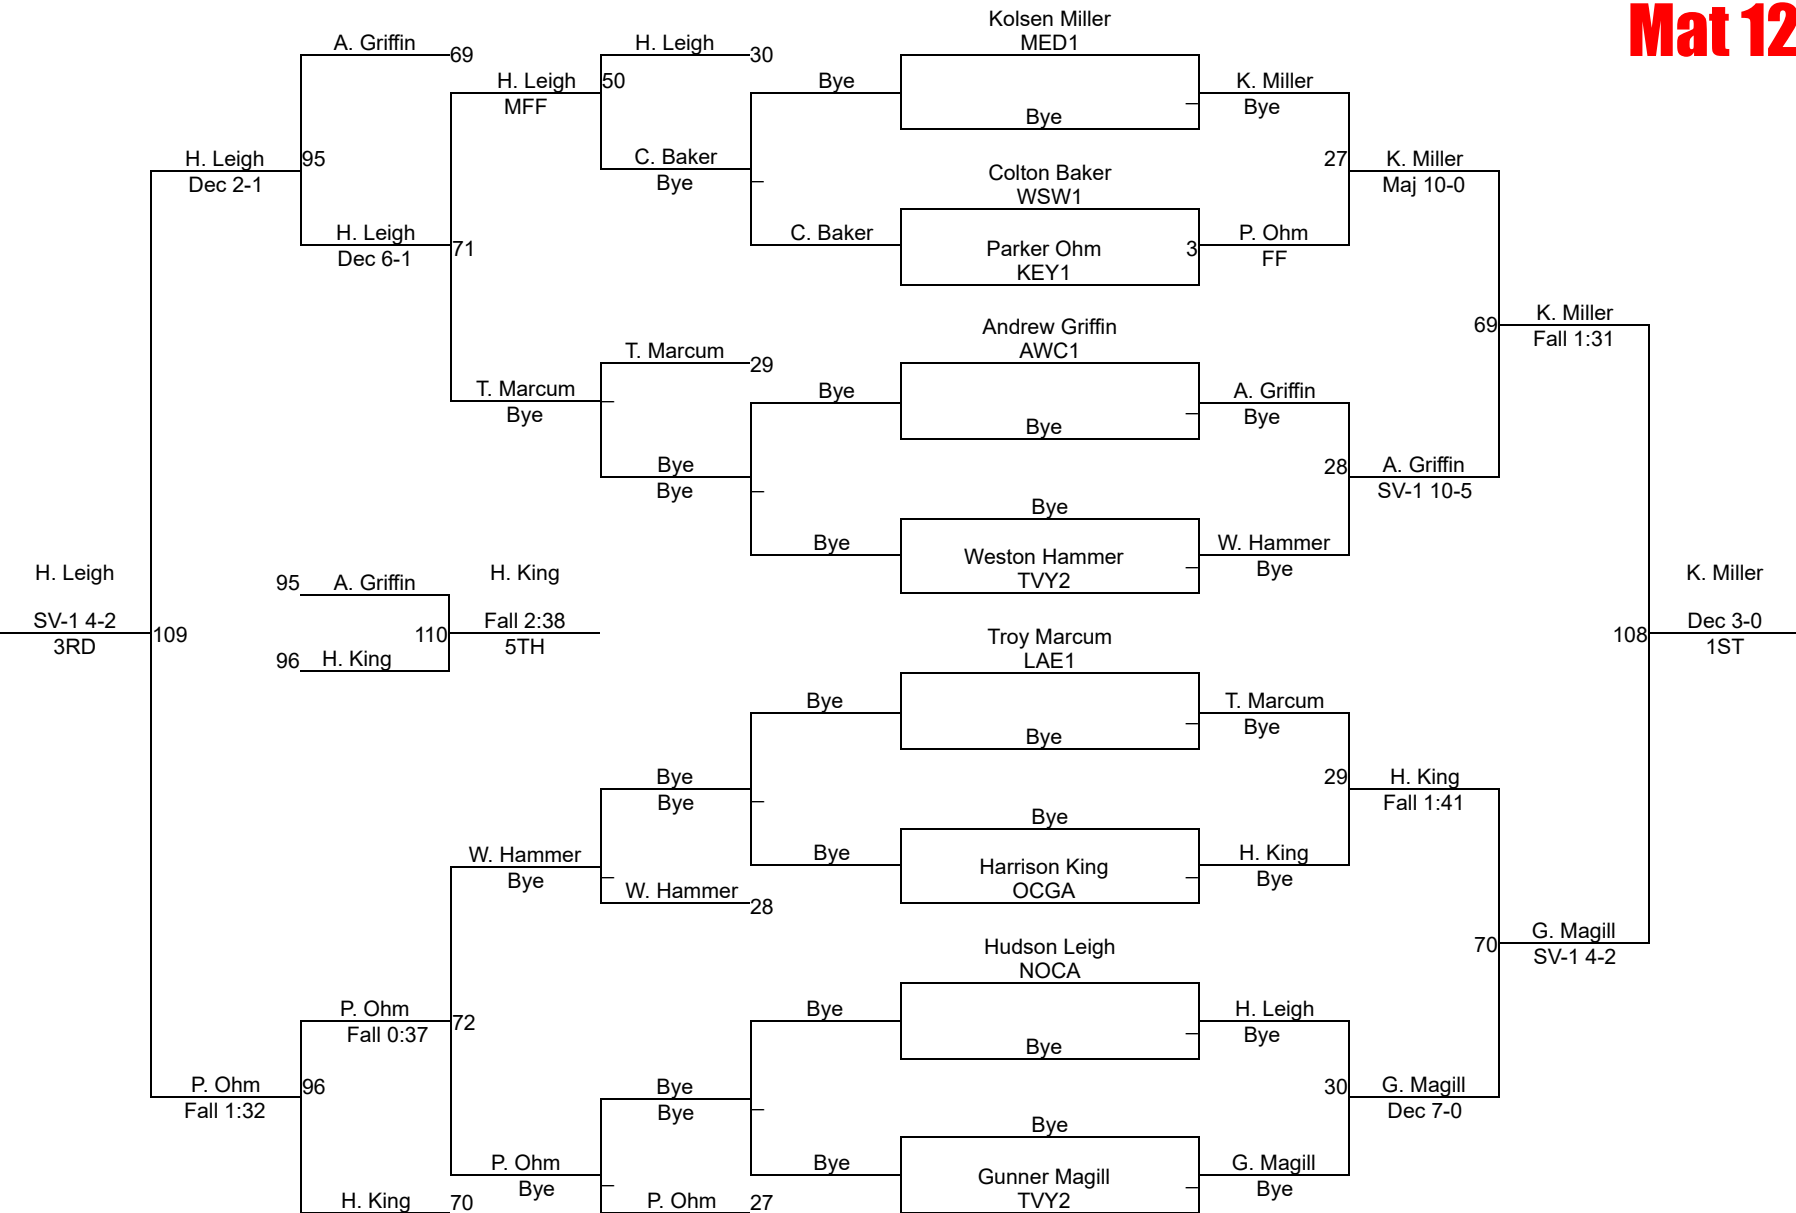 Mat 12
Kolsen Miller
A. Griffin
H. Leigh
MED1
69
30
H. Leigh
50
Bye
K. Miller
MFF
Bye
Bye
H. Leigh
95
C. Baker
27
K. Miller
Dec 2-1
Bye
Colton Baker
Maj 10-0
WSW1
H. Leigh
C. Baker
P. Ohm
71
Parker Ohm
3
Dec 6-1
KEY1
FF
K. Miller
Andrew Griffin
69
Fall 1:31
T. Marcum
AWC1
29
T. Marcum
Bye
A. Griffin
Bye
Bye
Bye
Bye
28
A. Griffin
Bye
SV-1 10-5
Bye
Bye
Weston Hammer
W. Hammer
TVY2
Bye
H. Leigh
95
A. Griffin
H. King
K. Miller
SV-1 4-2
Fall 2:38
Dec 3-0
109
110
Troy Marcum
108
3RD
96
H. King
5TH
LAE1
1ST
Bye
T. Marcum
Bye
Bye
Bye
29
H. King
Bye
Fall 1:41
Bye
W. Hammer
Bye
Harrison King
H. King
Bye
W. Hammer
OCGA
Bye
28
G. Magill
Hudson Leigh
70
SV-1 4-2
NOCA
P. Ohm
72
Bye
H. Leigh
Fall 0:37
Bye
Bye
P. Ohm
96
Bye
30
G. Magill
Fall 1:32
Bye
Dec 7-0
Bye
P. Ohm
Bye
Gunner Magill
G. Magill
Bye
TVY2
Bye
H. King
70
P. Ohm
27